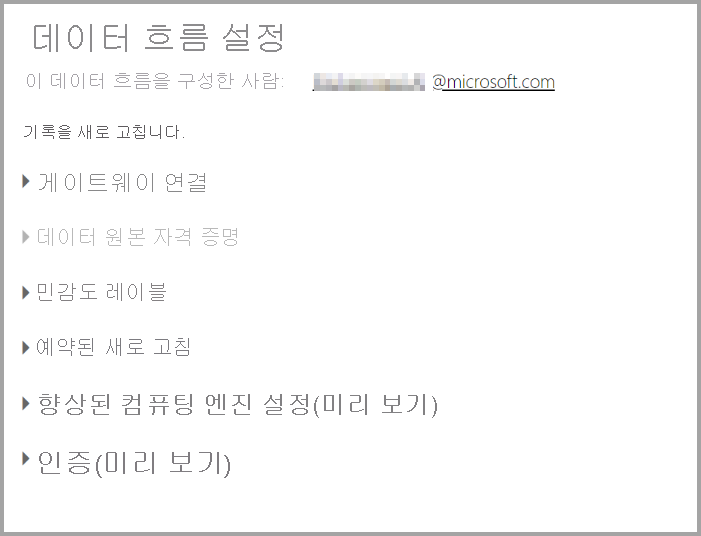 데이터 흐름 설정
이 데이터 흐름을 구성한 사람: @microsoft.com
기록을 새로 고칩니다.
게이트웨이 연결
데이터 원본 자격 증명
민감도 레이블
예약된 새로 고침
향상된 컴퓨팅 엔진 설정(미리 보기)
인증(미리 보기)